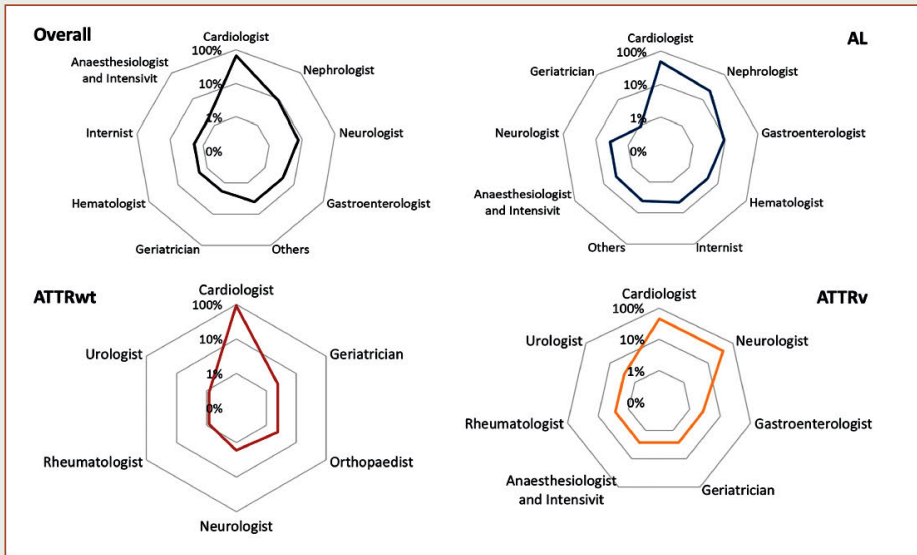 Overall
Cardiologist
100%
10%
1%
0%
Nephrologist
Neurologist
Gastroenterologist
Others
Geriatrician
Hematologist
Internist
Anaesthesiologist
and Intensivit
AL
Cardiologist
100%
10%
1%
0%
Nephrologist
Gastroenterologist
Hematologist
Internist
Others
Anaesthesiologist
and Intensivit
Neurologist
Geriatrician
ATTRwt
Cardiologist
100%
10%
1%
0%
Geriatrician
Orthopaedist
Neurologist
Rheumatologist
Urologist
ATTRv
Cardiologist
100%
10%
1%
0%
Neurologist
Gastroenterologist
Geriatrician
Anaesthesiologist
and Intensivit
Rheumatologist
Urologist